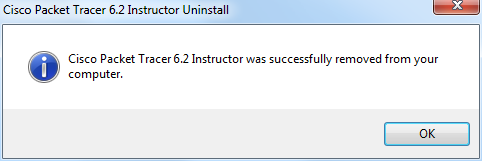 Cisco Packet Tracer 6.2 Instructor Uninstall
Cisco Packet Tracer 6.2 Instructor was successfully removed from your
computer.
OK